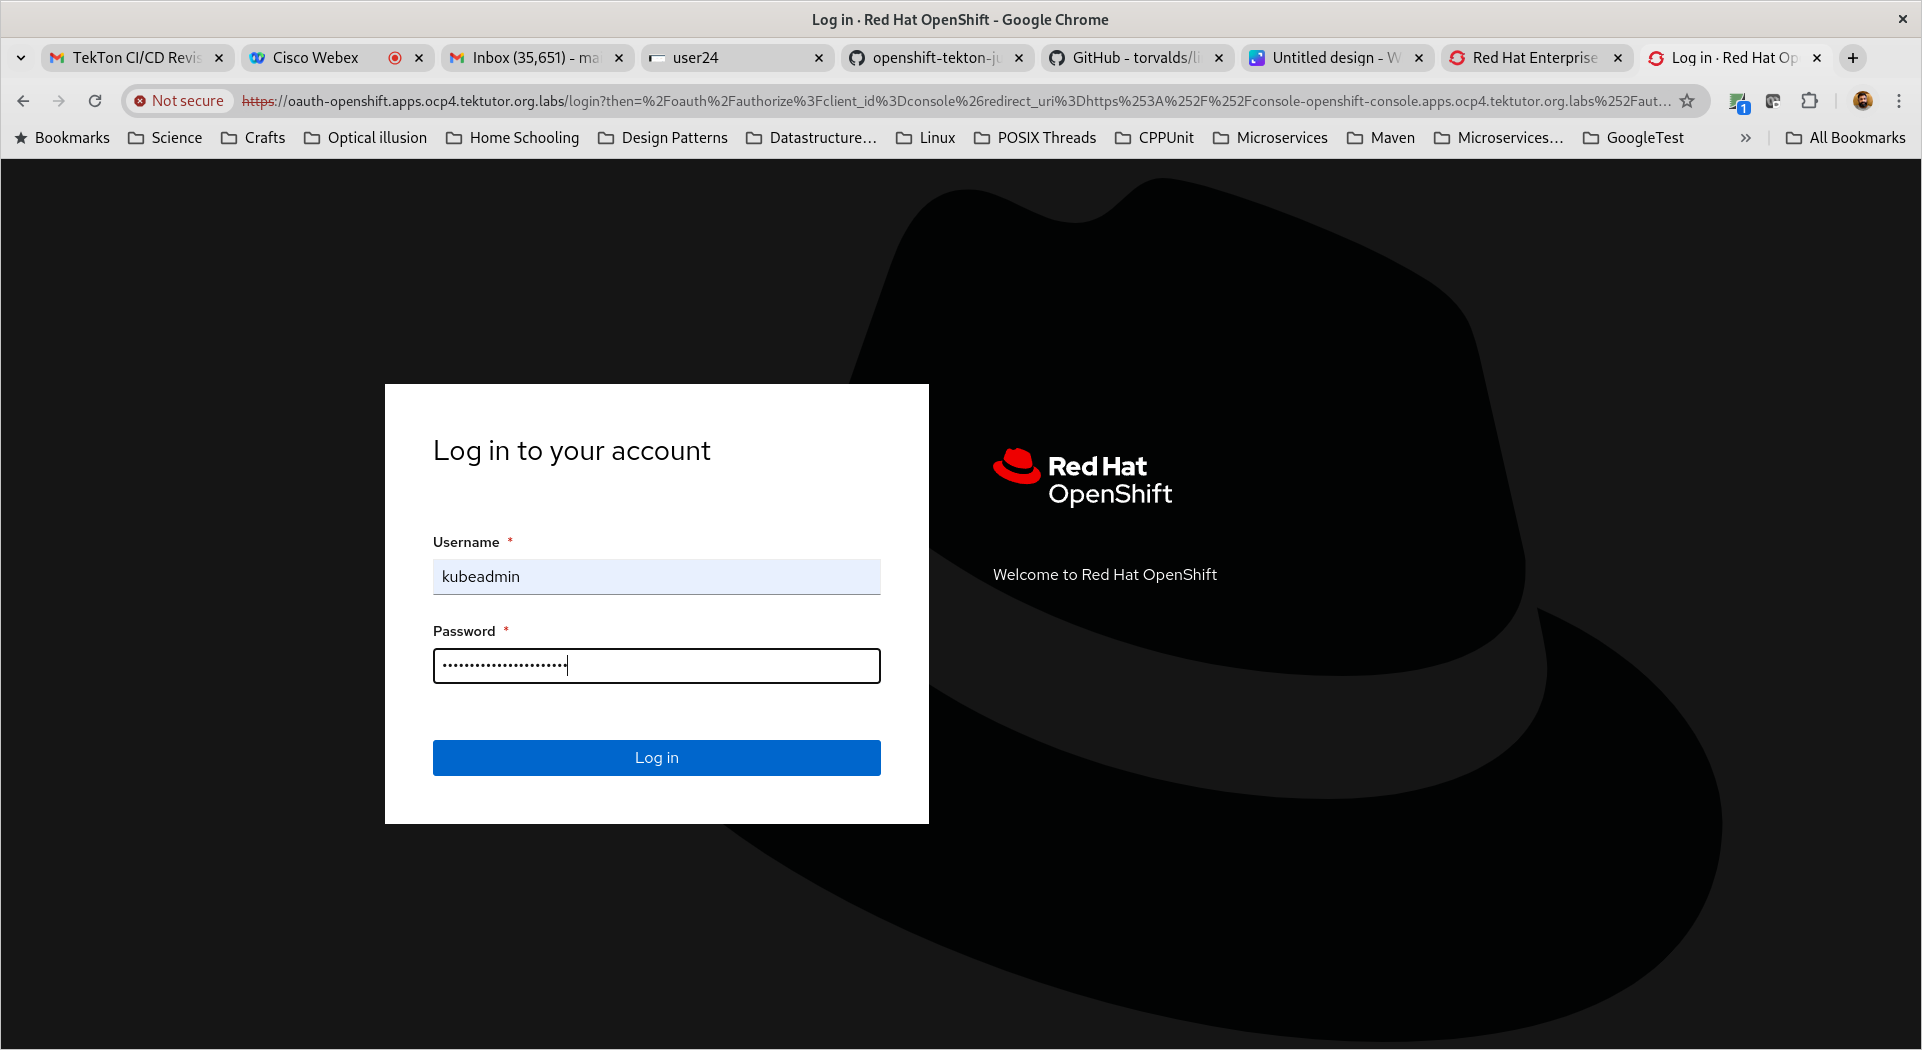 Log in · Red Hat OpenShift - Google Chrome
TekTon CI/CD Revis
Cisco Webex
Inbox (35,651) - ma
user24
openshift-tekton-ju
GitHub - torvalds/li
Untitled design - W
Red Hat Enterprise
Log in · Red Hat Op
Not secure
https://oauth-openshift.apps.ocp4.tektutor.org.labs/login?then=%2Foauth%2Fauthorize%3Fclient_id%3Dconsole%26redirect_uri%3Dhttps%253A%252F%252Fconsole-openshift-console.apps.ocp4.tektutor.org.labs%252Faut...
1
Bookmarks
Science
Crafts
Optical illusion
Home Schooling
Design Patterns
Datastructure...
Linux
POSIX Threads
CPPUnit
Microservices
Maven
Microservices...
GoogleTest
»
All Bookmarks
Log in to your account
Username *
kubeadmin
Password *
•••••••••••••••••••••••
Log in
Red Hat
OpenShift
Welcome to Red Hat OpenShift